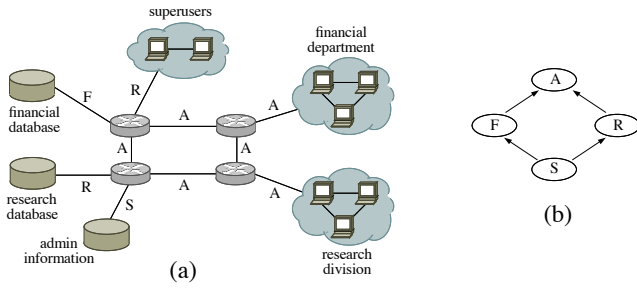 superusers
financial
department
F
R
A
A
financial
database
A
A
A
F
R
R
A
A
S
S
research
database
admin
information
research
division
(a)
(b)